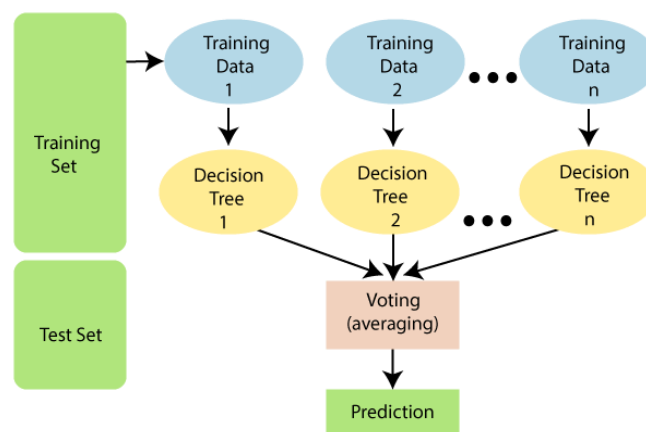 Training
Data
1
Training
Data
2
Training
Data
n
Training
Set
Decision
Tree
1
Decision
Tree
2
Decision
Tree
n
Test Set
Voting
(averaging)
Prediction